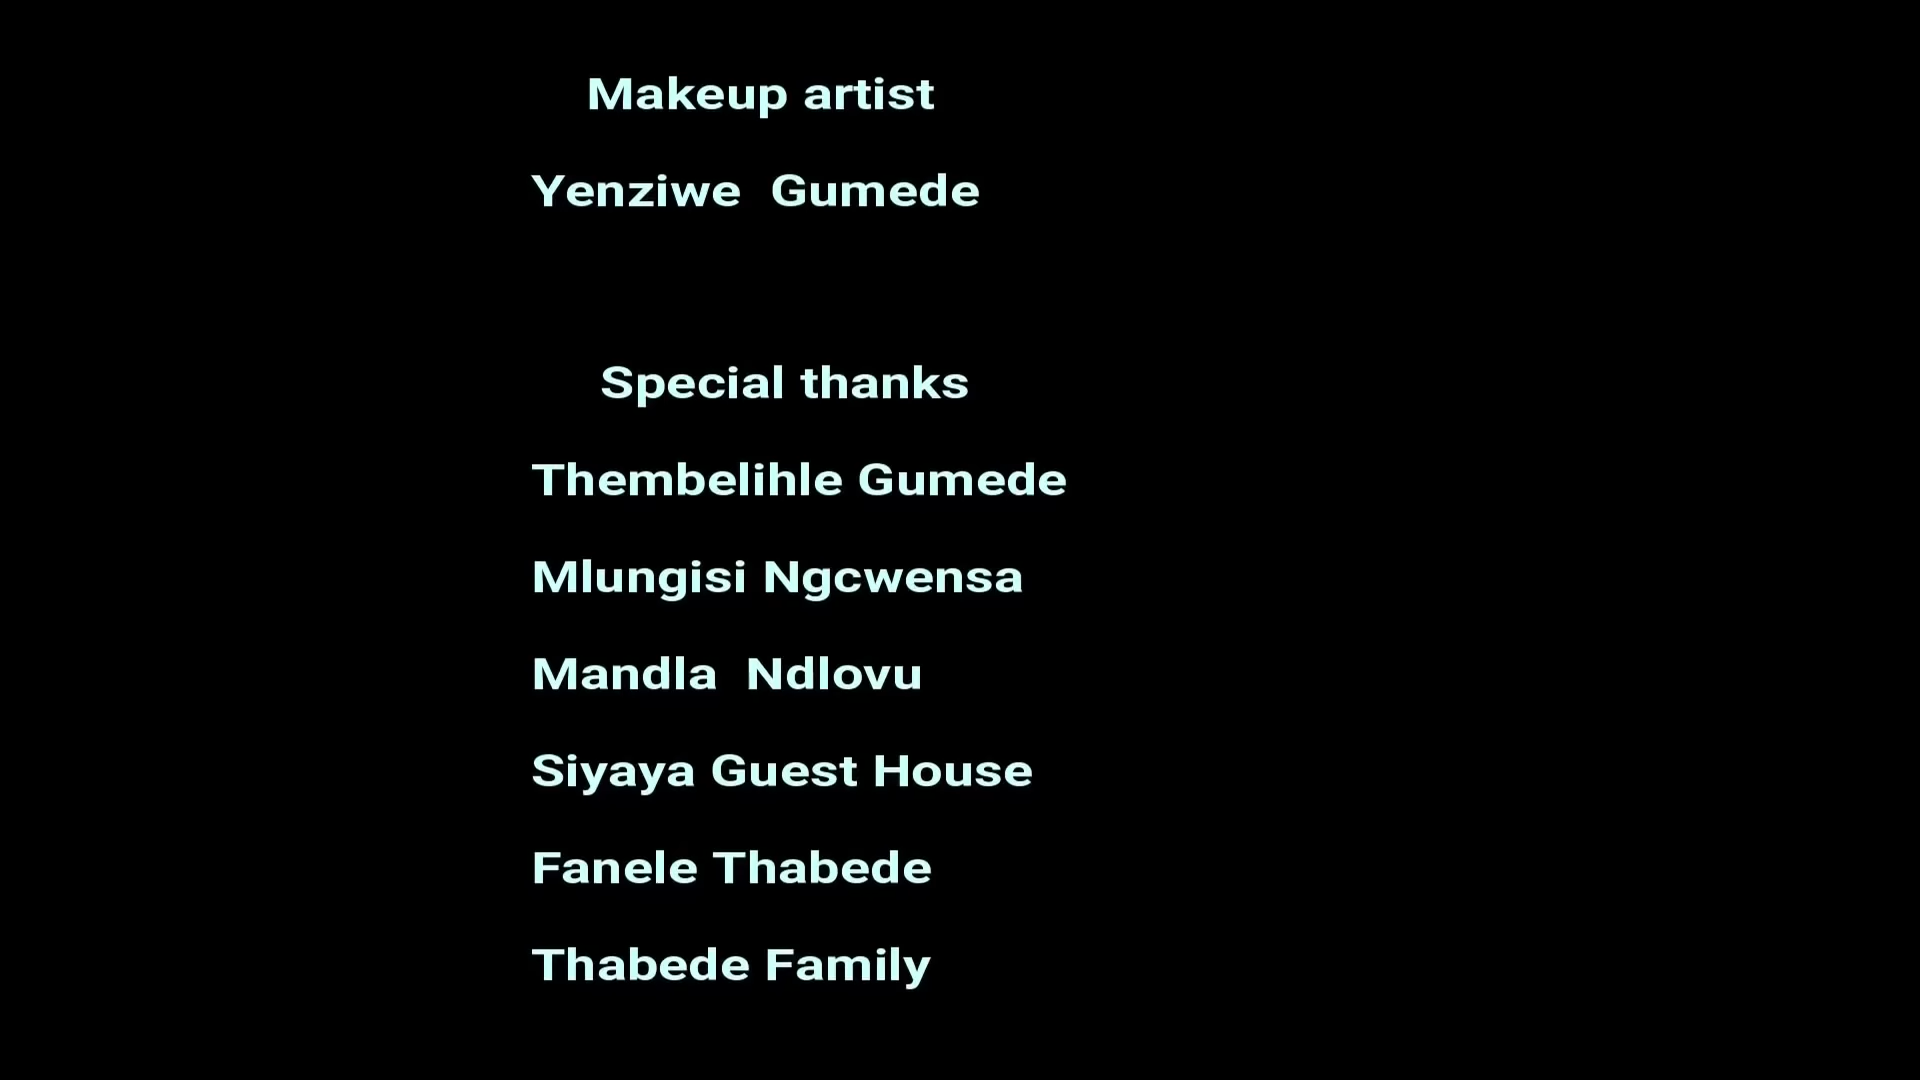 Makeup artist
Yenziwe  Gumede
Special thanks
Thembelihle Gumede
Mlungisi Ngcwensa
Mandla  Ndlovu
Siyaya Guest House
Fanele Thabede
Thabede Family